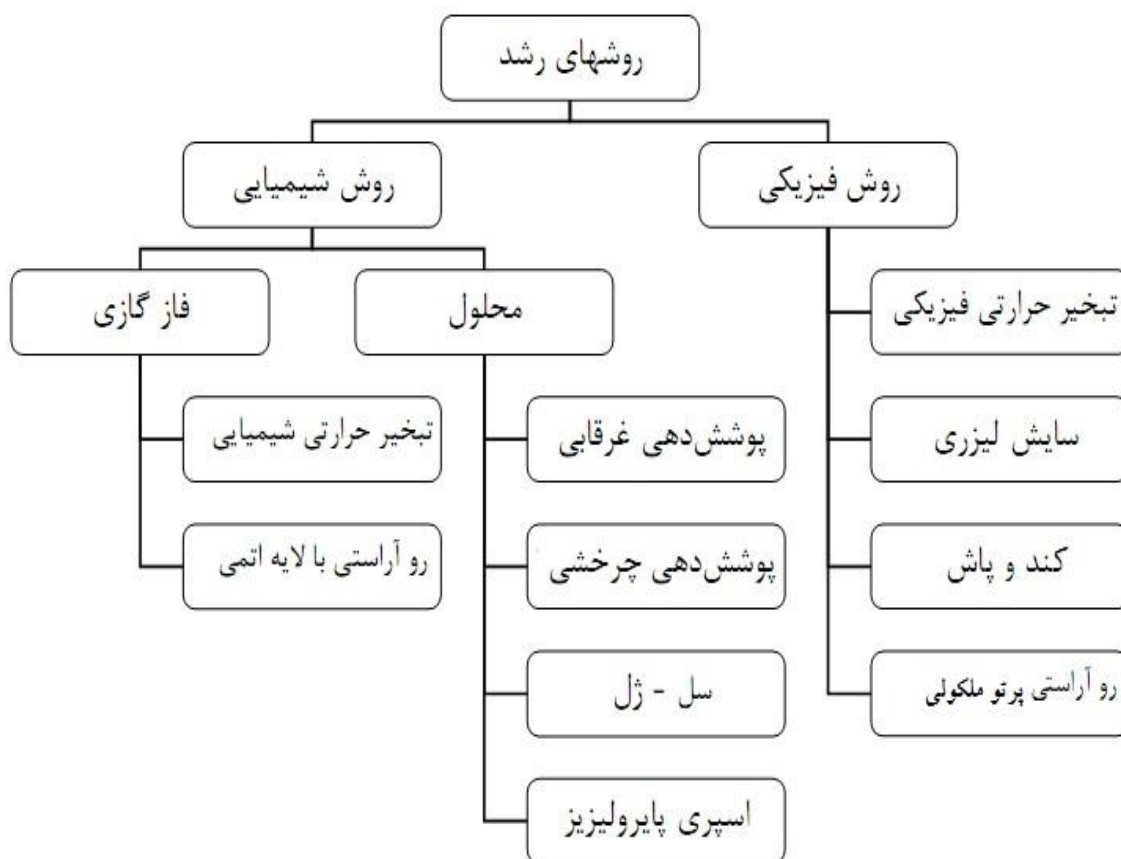 روشهای رشد
روش فیزیکی
تبخیر حرارتی فیزیکی
سایش لیزری
کند و پاش
رو آراستی پرتو ملکولی
روش شیمیایی
محلول
پوشش‌دهی غرقابی
پوشش‌دهی چرخشی
سل - ژل
اسپری پایرولیزیز
فاز گازی
تبخیر حرارتی شیمیایی
رو آراستی با لایه اتمی